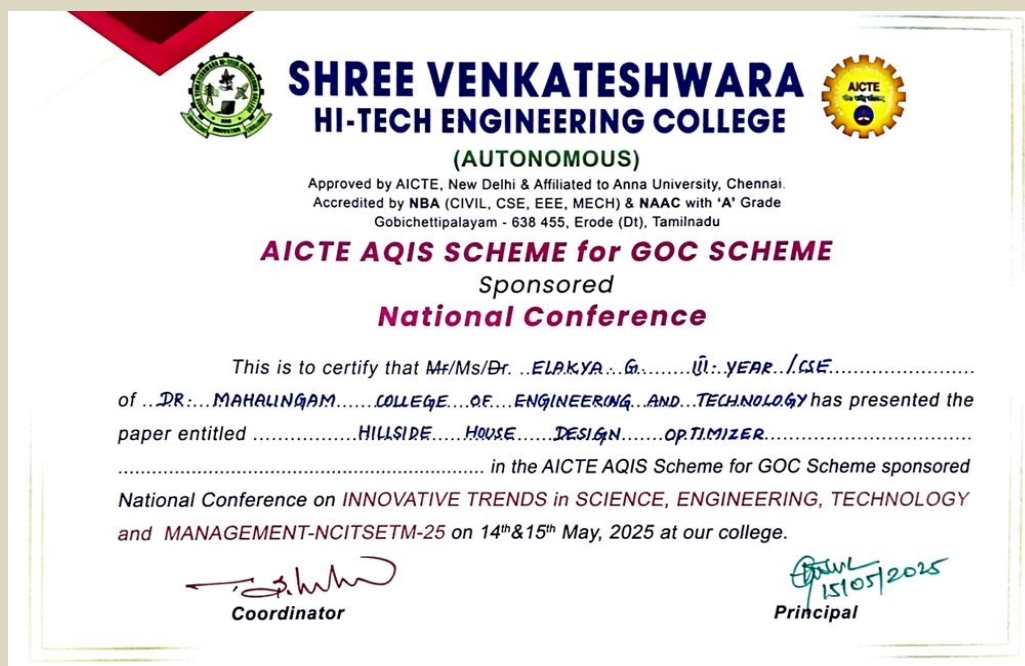 SHREE VENKATESHWARA
HI-TECH ENGINEERING COLLEGE
AICTE
(AUTONOMOUS)
Approved by AICTE, New Delhi & Affiliated to Anna University, Chennai.
Accredited by NBA (CIVIL, CSE, EEE, MECH) & NAAC with 'A' Grade
Gobichettipalayam - 638 455, Erode (Dt), Tamilnadu
AICTE AQIS SCHEME for GOC SCHEME
Sponsored
National Conference
This is to certify that Mr/Ms/Dr. ..ELAKYA..G.......III..YEAR../.CSE.......................
of ...DR:... MAHALINGAM......COLLEGE....OF....ENGINEERING...AND...TECHNOLOGY has presented the
paper entitled ................HILLSIDE....HOUSE.....DESIGN.......OPTIMIZER................................
....................................................... in the AICTE AQIS Scheme for GOC Scheme sponsored
National Conference on INNOVATIVE TRENDS in SCIENCE, ENGINEERING, TECHNOLOGY
and MANAGEMENT-NCITSETM-25 on 14th&15th May, 2025 at our college.
15/05/2025
Coordinator Principal